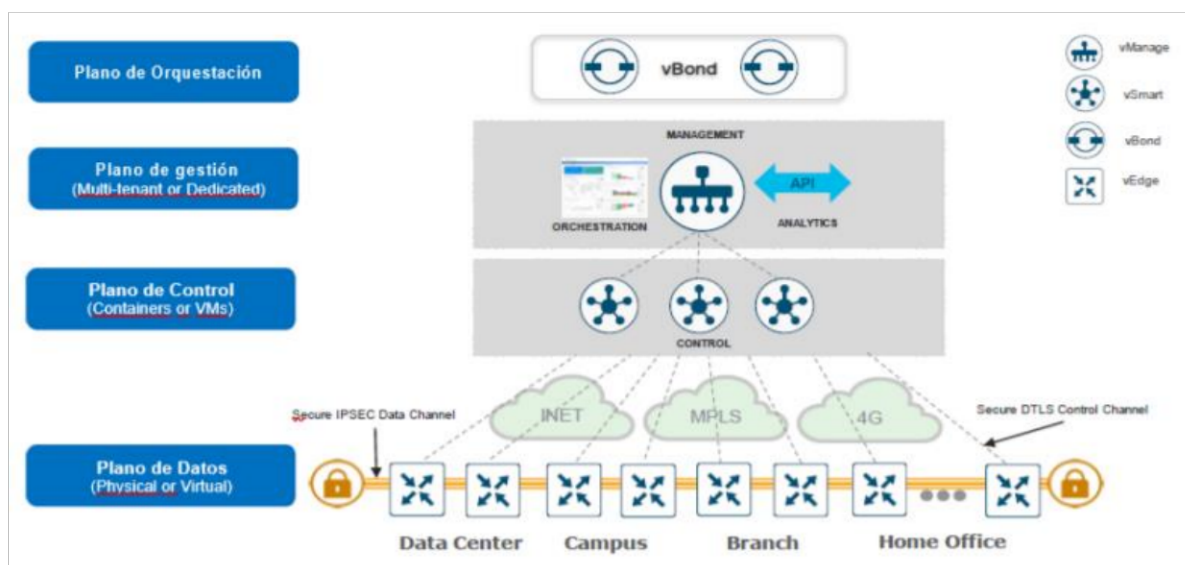 Plano de Orquestación
vBond
vManage
vSmart
vBond
vEdge
Plano de gestión
(Multi-tenant or Dedicated)
MANAGEMENT
API
ORCHESTRATION
ANALYTICS
Plano de Control
(Containers or VMs)
CONTROL
Secure IPSEC Data Channel
INET
MPLS
4G
Secure DTLS Control Channel
Plano de Datos
(Physical or Virtual)
Data Center
Campus
Branch
Home Office